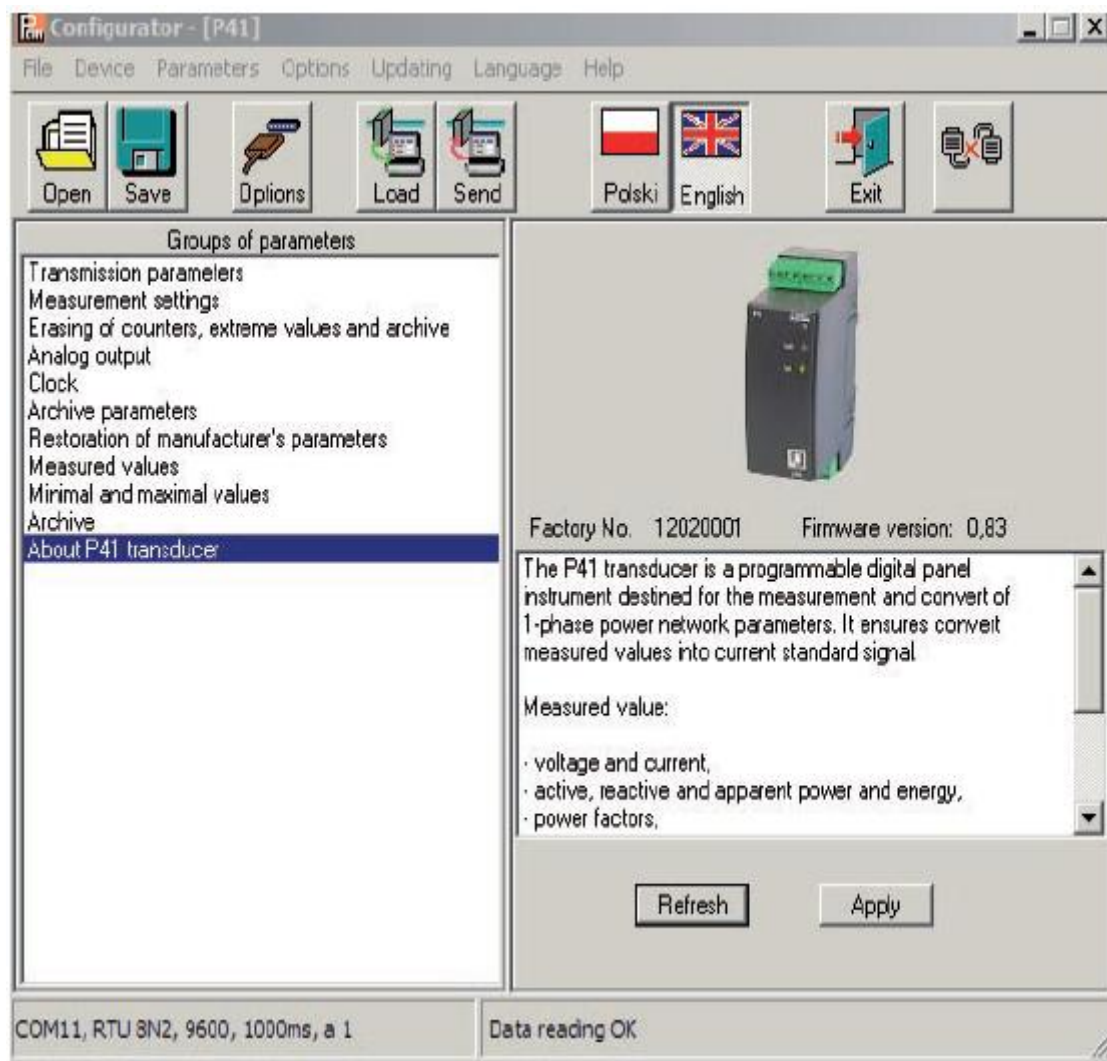 Configurator - [P41]
File Device Parameters Options Updating Language Help
Open Save Options Load Send Polski English Exit
Groups of parameters
Transmission parameters
Measurement settings
Erasing of counters, extreme values and archive
Analog output
Clock
Archive parameters
Restoration of manufacturer's parameters
Measured values
Minimal and maximal values
Archive
About P41 transducer
Factory No. 12020001 Firmware version: 0,83
The P41 transducer is a programmable digital panel
instrument destined for the measurement and convert of
1-phase power network parameters. It ensures convert
measured values into current standard signal.
Measured value:
· voltage and current,
· active, reactive and apparent power and energy,
· power factors,
Refresh Apply
COM11, RTU 8N2, 9600, 1000ms, a 1 Data reading OK